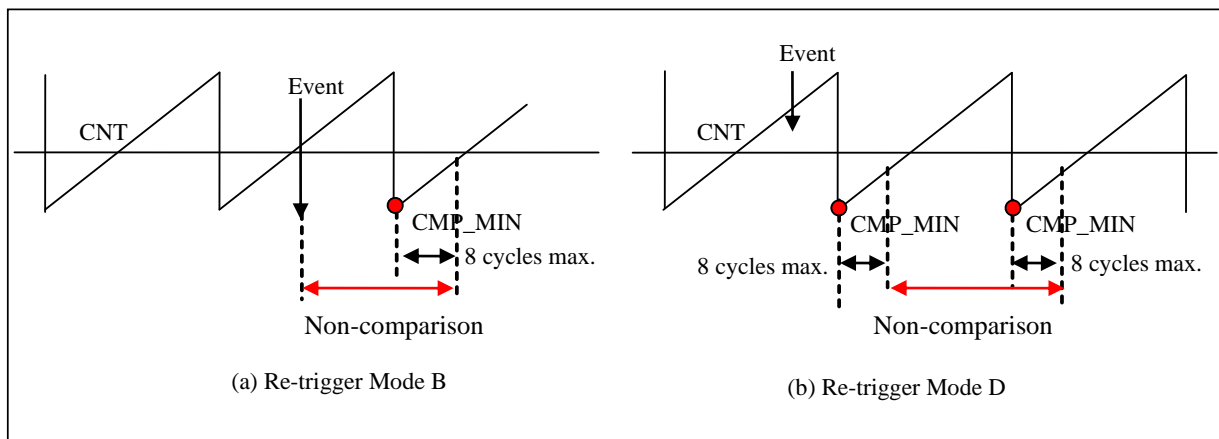 Event
CNT
CMP_MIN
8 cycles max.
Non-comparison
(a) Re-trigger Mode B
Event
CNT
CMP_MIN
CMP_MIN
8 cycles max.
8 cycles max.
Non-comparison
(b) Re-trigger Mode D